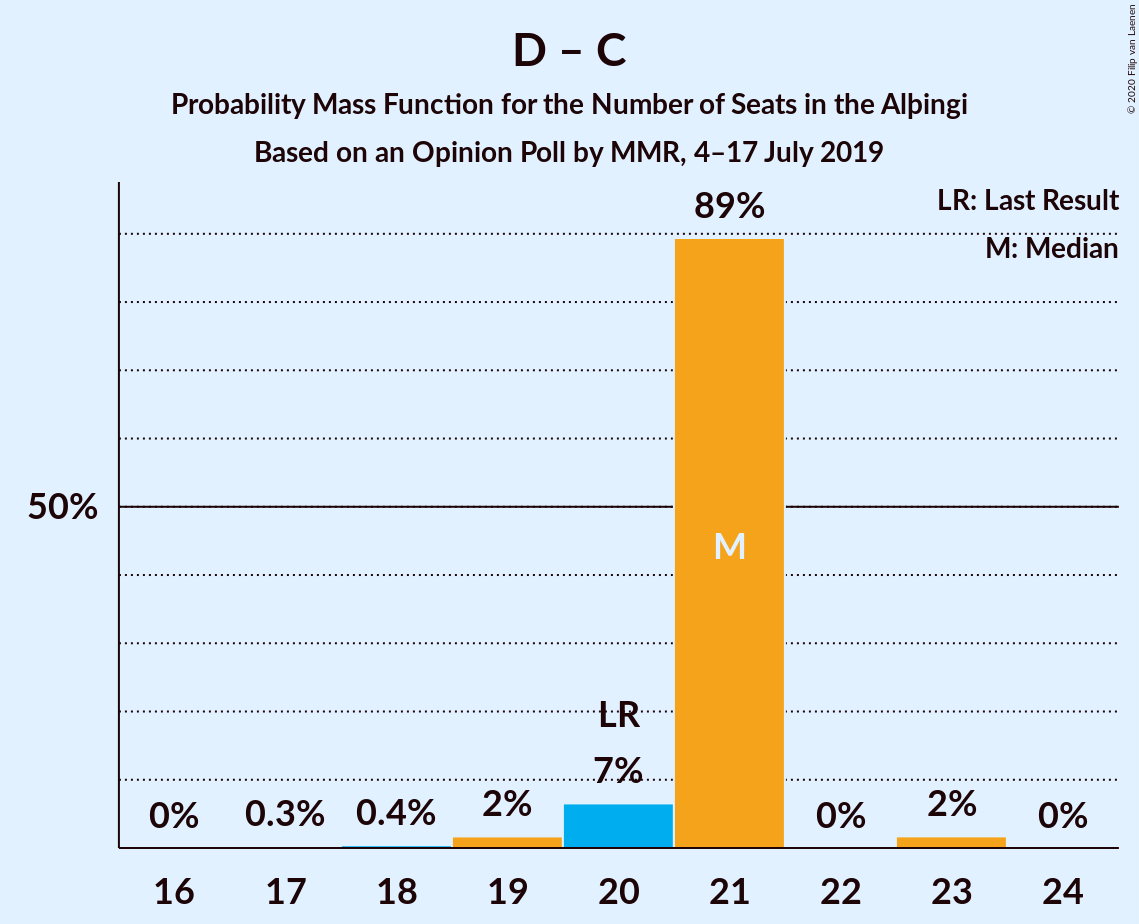 D – C
Probability Mass Function for the Number of Seats in the Alþingi
Based on an Opinion Poll by MMR, 4–17 July 2019
© 2020 Filip van Laenen
LR: Last Result
M: Median
50%
0%
0.3%
0.4%
2%
LR
7%
89%
M
0%
2%
0%
16 17 18 19 20 21 22 23 24